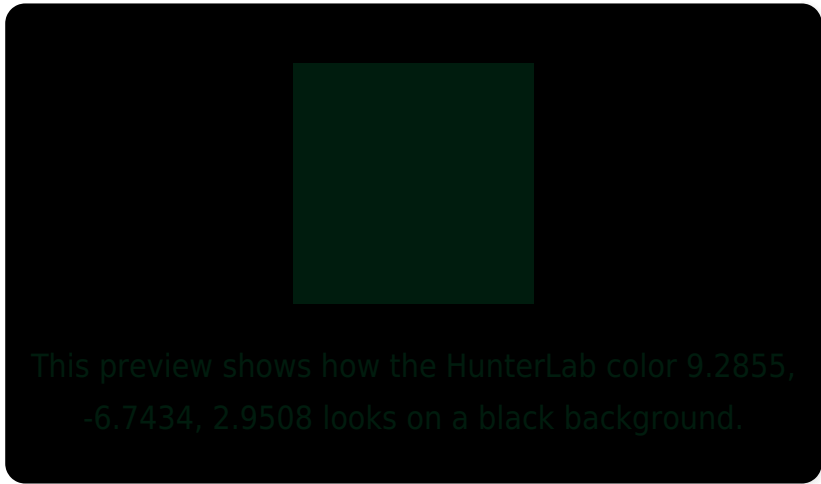 This preview shows how the HunterLab color 9.2855,
-6.7434, 2.9508 looks on a black background.